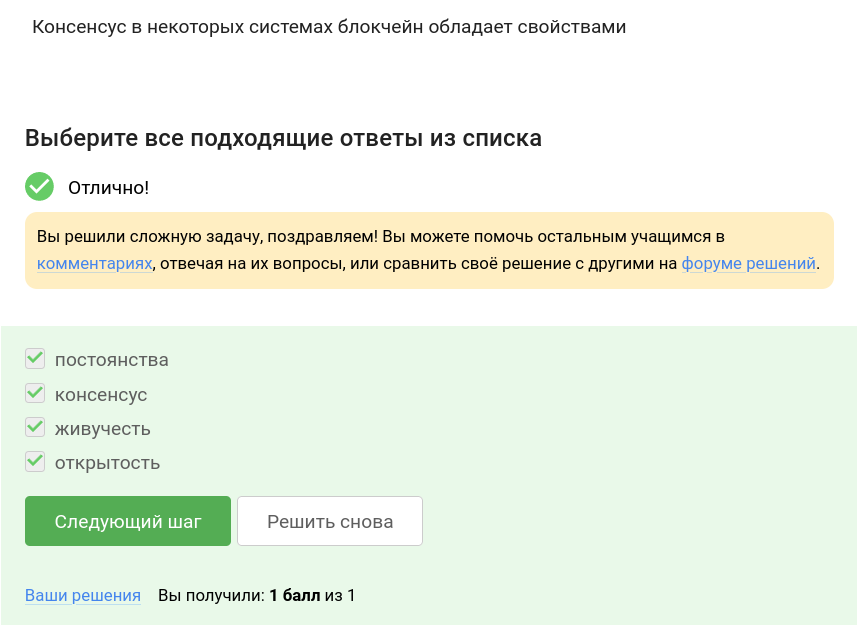 Консенсус в некоторых системах блокчейн обладает свойствами
Выберите все подходящие ответы из списка
Отлично!
Вы решили сложную задачу, поздравляем! Вы можете помочь остальным учащимся в
комментариях, отвечая на их вопросы, или сравнить своё решение с другими на форуме решений.
постоянства
консенсус
живучесть
открытость
Следующий шаг Решить снова
Ваши решения Вы получили: 1 балл из 1